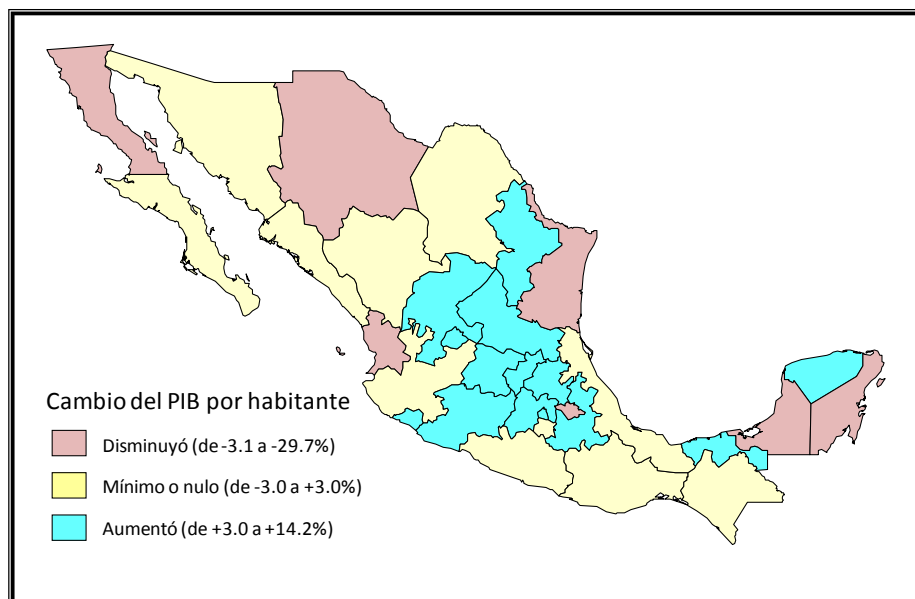 Cambio del PIB por habitante
Disminuyó (de -3.1 a -29.7%)
Mínimo o nulo (de -3.0 a +3.0%)
Aumentó (de +3.0 a +14.2%)